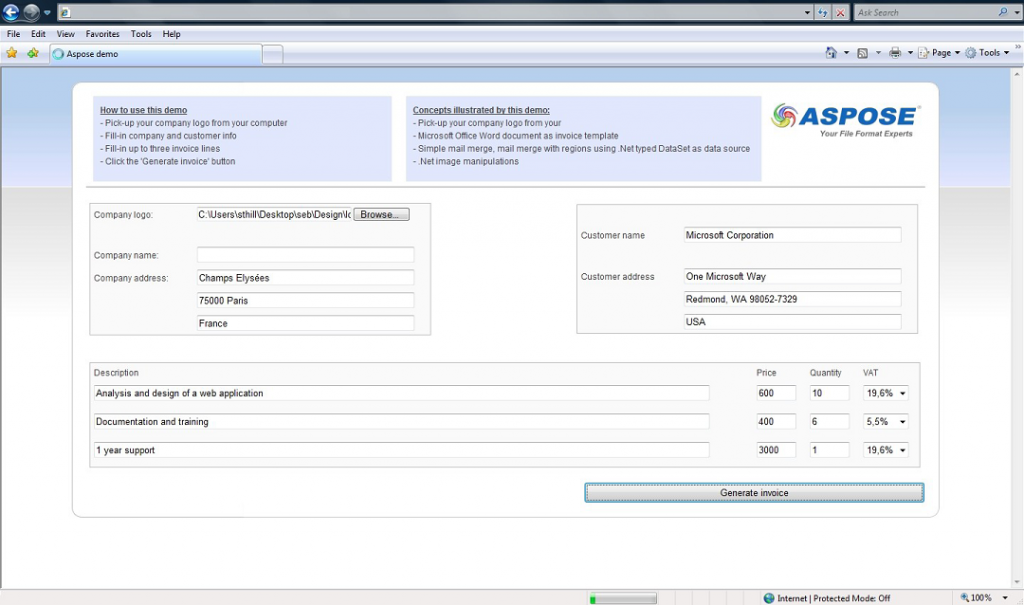 Ask Search
File Edit View Favorites Tools Help
Aspose demo
Page Tools
How to use this demo
- Pick-up your company logo from your computer
- Fill-in company and customer info
- Fill-in up to three invoice lines
- Click the 'Generate invoice' button
Concepts illustrated by this demo:
- Pick-up your company logo from your
- Microsoft Office Word document as invoice template
- Simple mail merge, mail merge with regions using .Net typed DataSet as data source
- .Net image manipulations
ASPOSE
Your File Format Experts
Company logo: C:\Users\sthill\Desktop\seb\Design\lc Browse...
Company name:
Company address: Champs Elysées
75000 Paris
France
Customer name Microsoft Corporation
Customer address One Microsoft Way
Redmond, WA 98052-7329
USA
Description Price Quantity VAT
Analysis and design of a web application 600 10 19,6%
Documentation and training 400 6 5,5%
1 year support 3000 1 19,6%
Generate invoice
Internet | Protected Mode: Off 100%